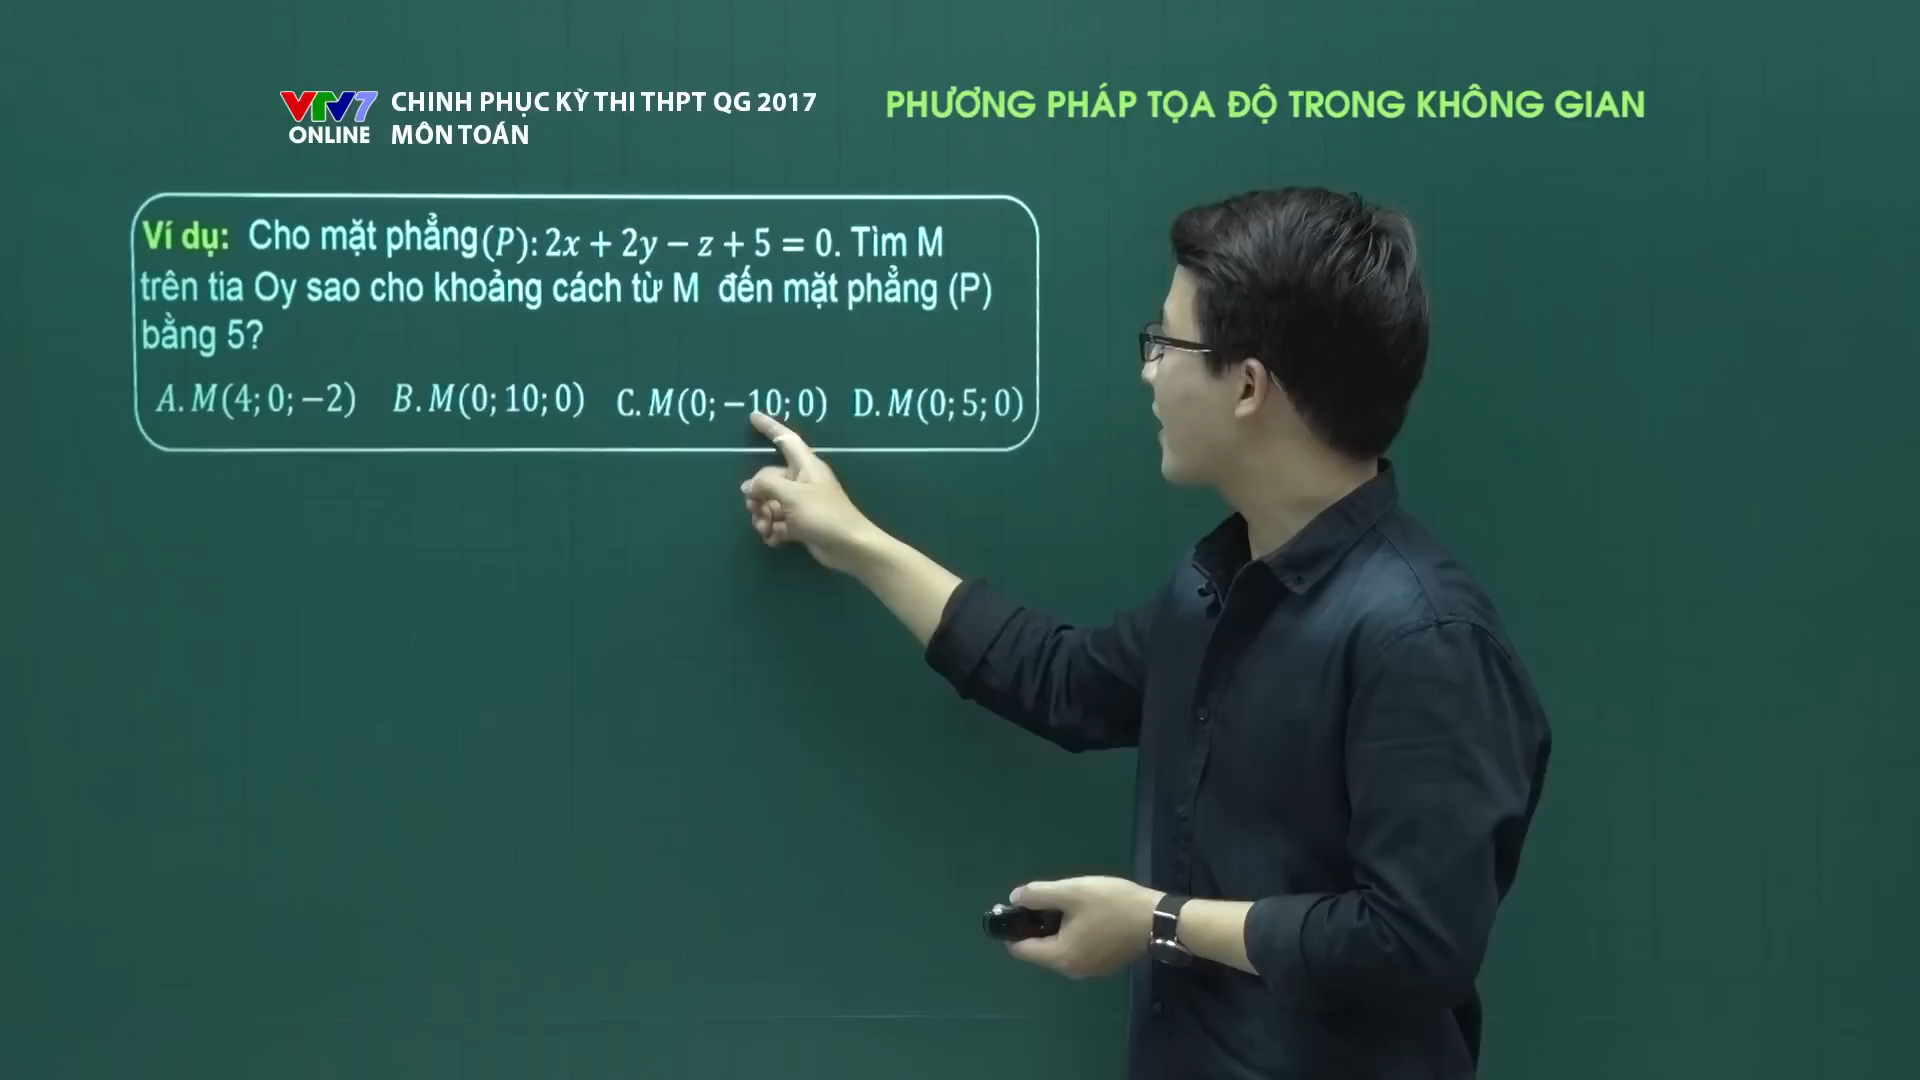 VTV7
ONLINE
CHINH PHỤC KỲ THI THPT QG 2017
MÔN TOÁN
PHƯƠNG PHÁP TỌA ĐỘ TRONG KHÔNG GIAN
Ví dụ: Cho mặt phẳng (P): 2x + 2y − z + 5 = 0. Tìm M
trên tia Oy sao cho khoảng cách từ M đến mặt phẳng (P)
bằng 5?
A. M(4; 0; −2) B. M(0; 10; 0) C. M(0; −10; 0) D. M(0; 5; 0)